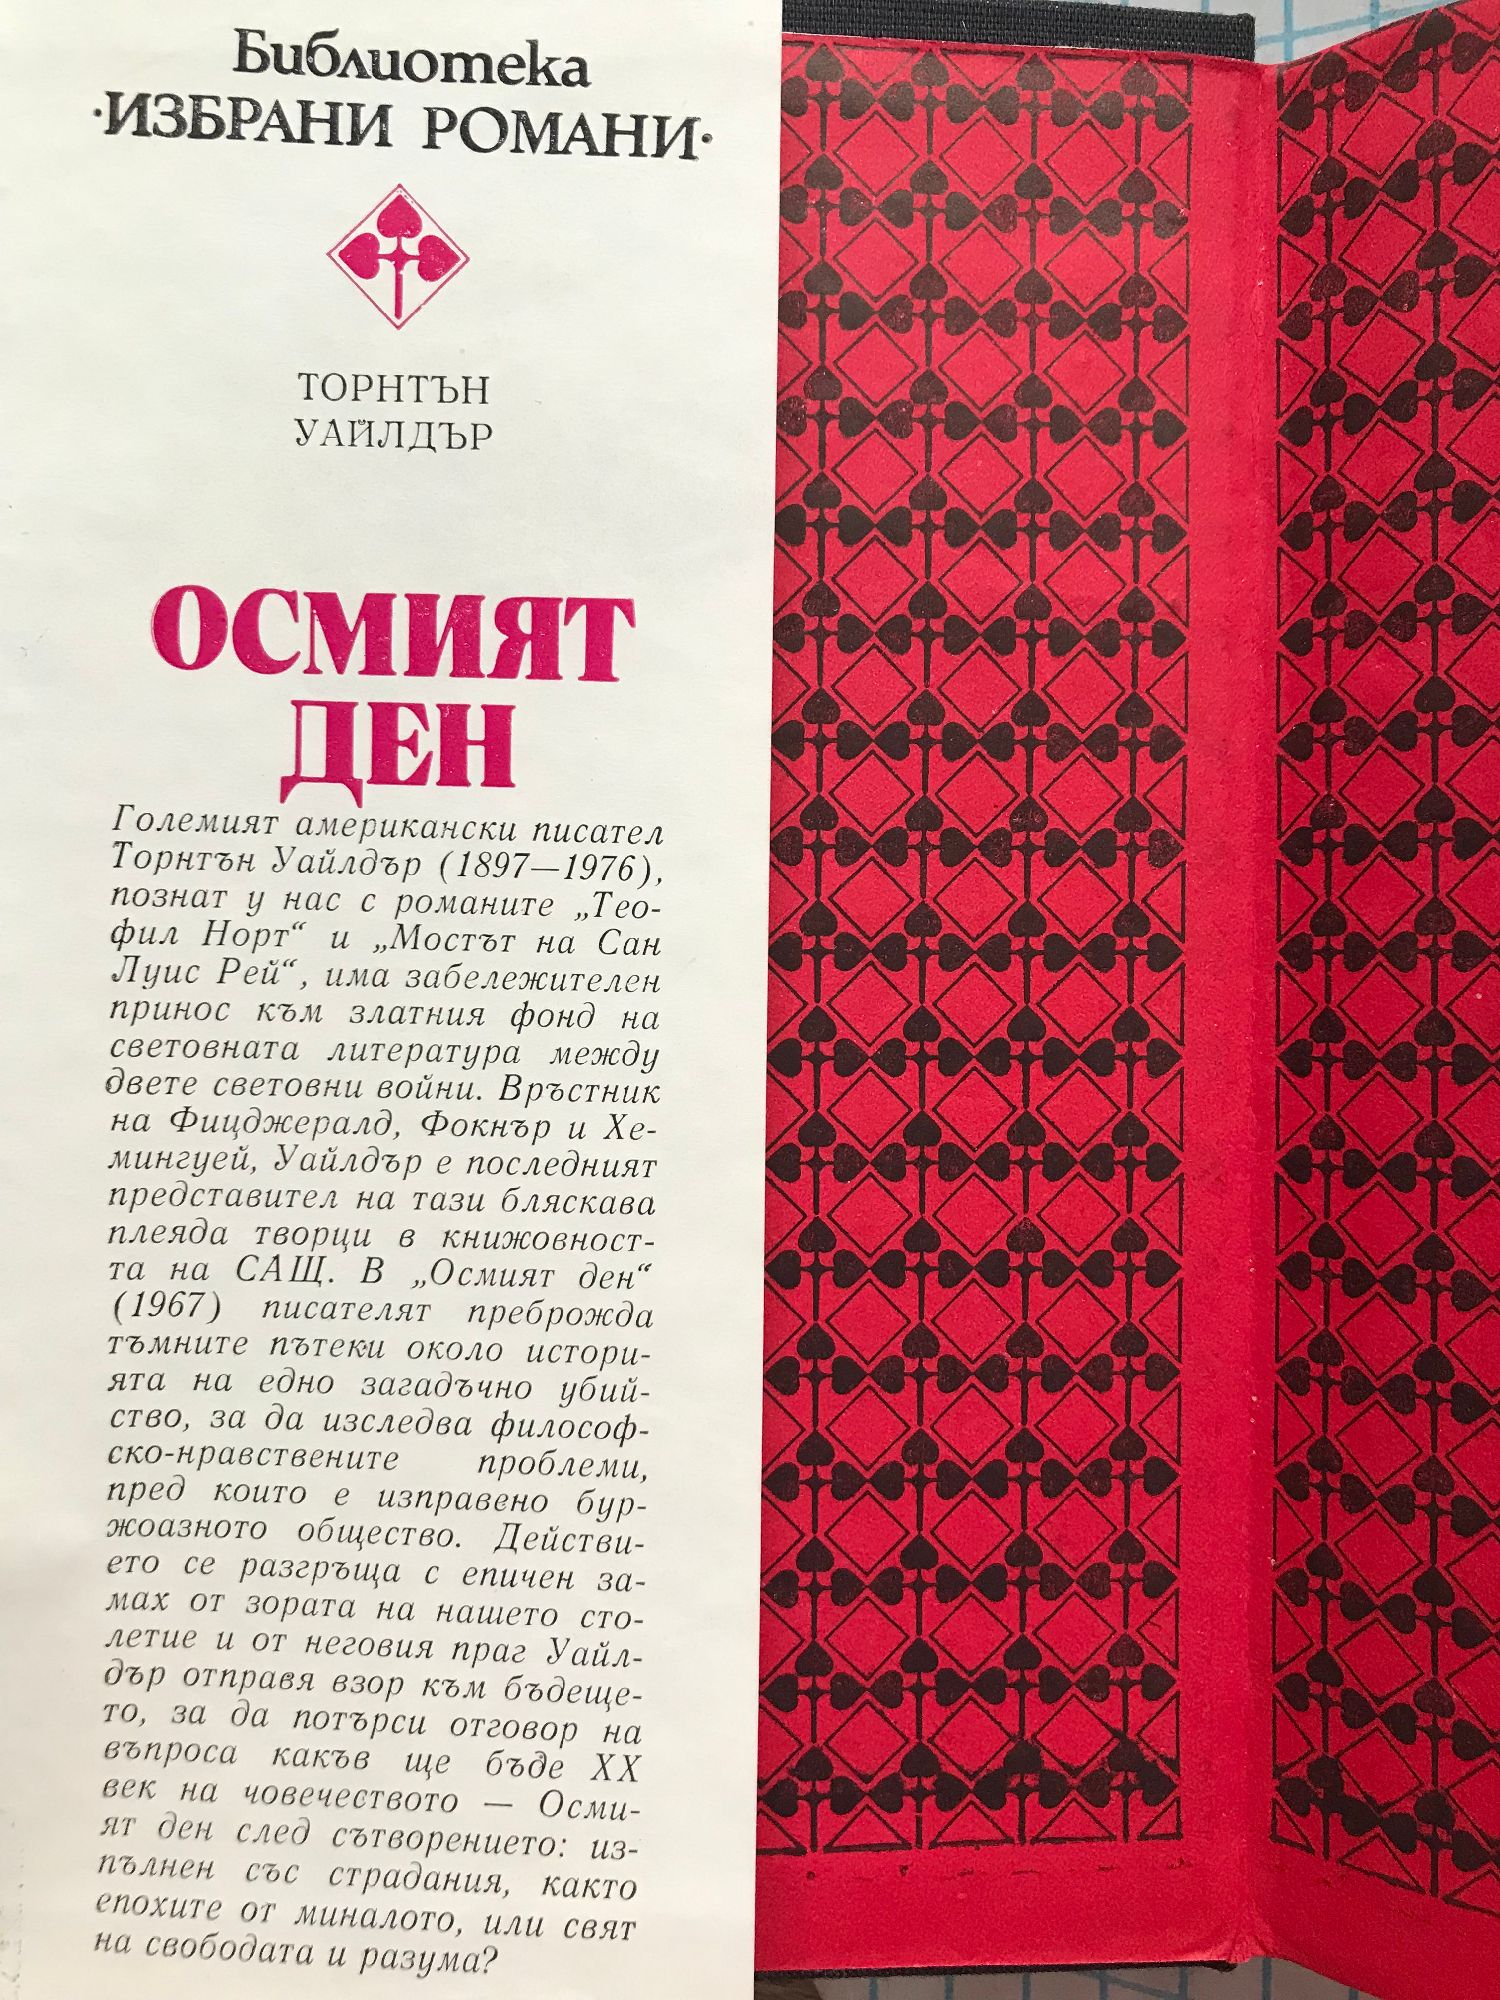 Библиотека
·ИЗБРАНИ РОМАНИ·
ТОРНТЪН
УАЙЛДЪР
ОСМИЯТ
ДЕН
Големият американски писател
Торнтън Уайлдър (1897—1976),
познат у нас с романите „Тео-
фил Норт“ и „Мостът на Сан
Луис Рей“, има забележителен
принос към златния фонд на
световната литература между
двете световни войни. Връстник
на Фицджералд, Фокнър и Хе-
мингуей, Уайлдър е последният
представител на тази бляскава
плеяда творци в книжовност-
та на САЩ. В „Осмият ден“
(1967) писателят преброжда
тъмните пътеки около истори-
ята на едно загадъчно убий-
ство, за да изследва философ-
ско-нравствените проблеми,
пред които е изправено бур-
жоазното общество. Действи-
ето се разгръща с епичен за-
мах от зората на нашето сто-
летие и от неговия праг Уайл-
дър отправя взор към бъдеще-
то, за да потърси отговор на
въпроса какъв ще бъде XX
век на човечеството — Осми-
ят ден след сътворението: из-
пълнен със страдания, както
епохите от миналото, или свят
на свободата и разума?